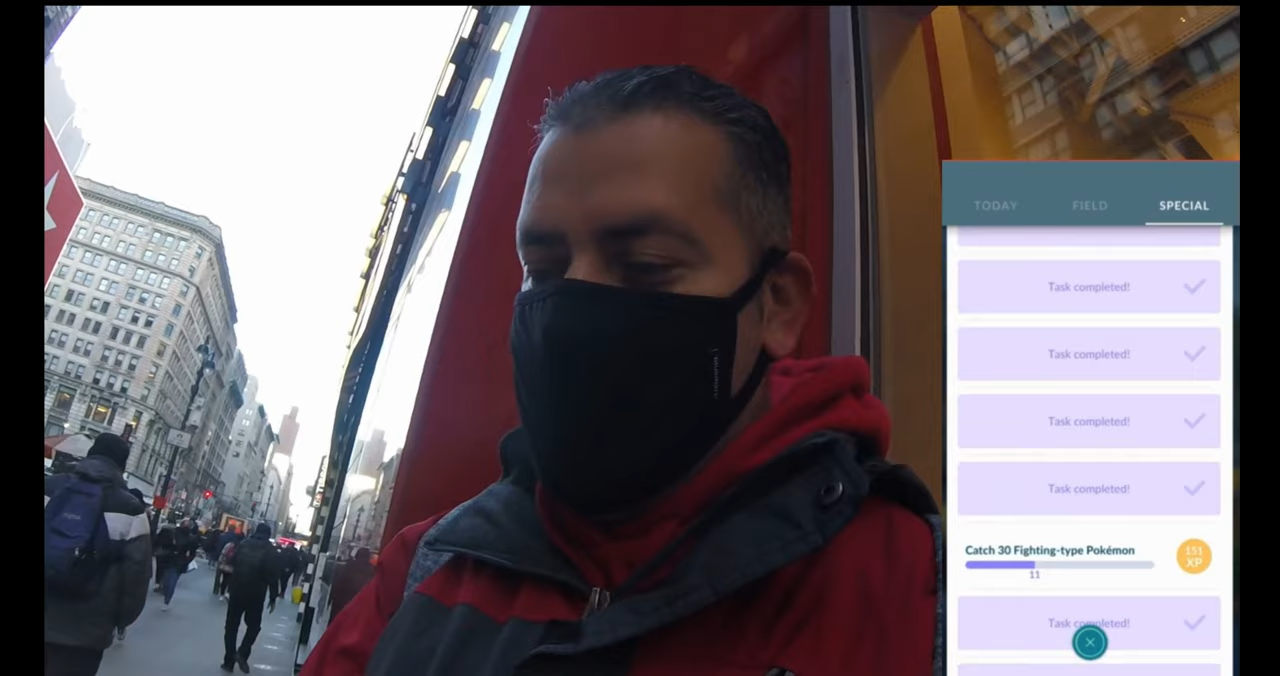 TODAY
FIELD
SPECIAL
Task completed!
Task completed!
Task completed!
Task completed!
Catch 30 Fighting-type Pokémon
11
151
XP
Task completed!